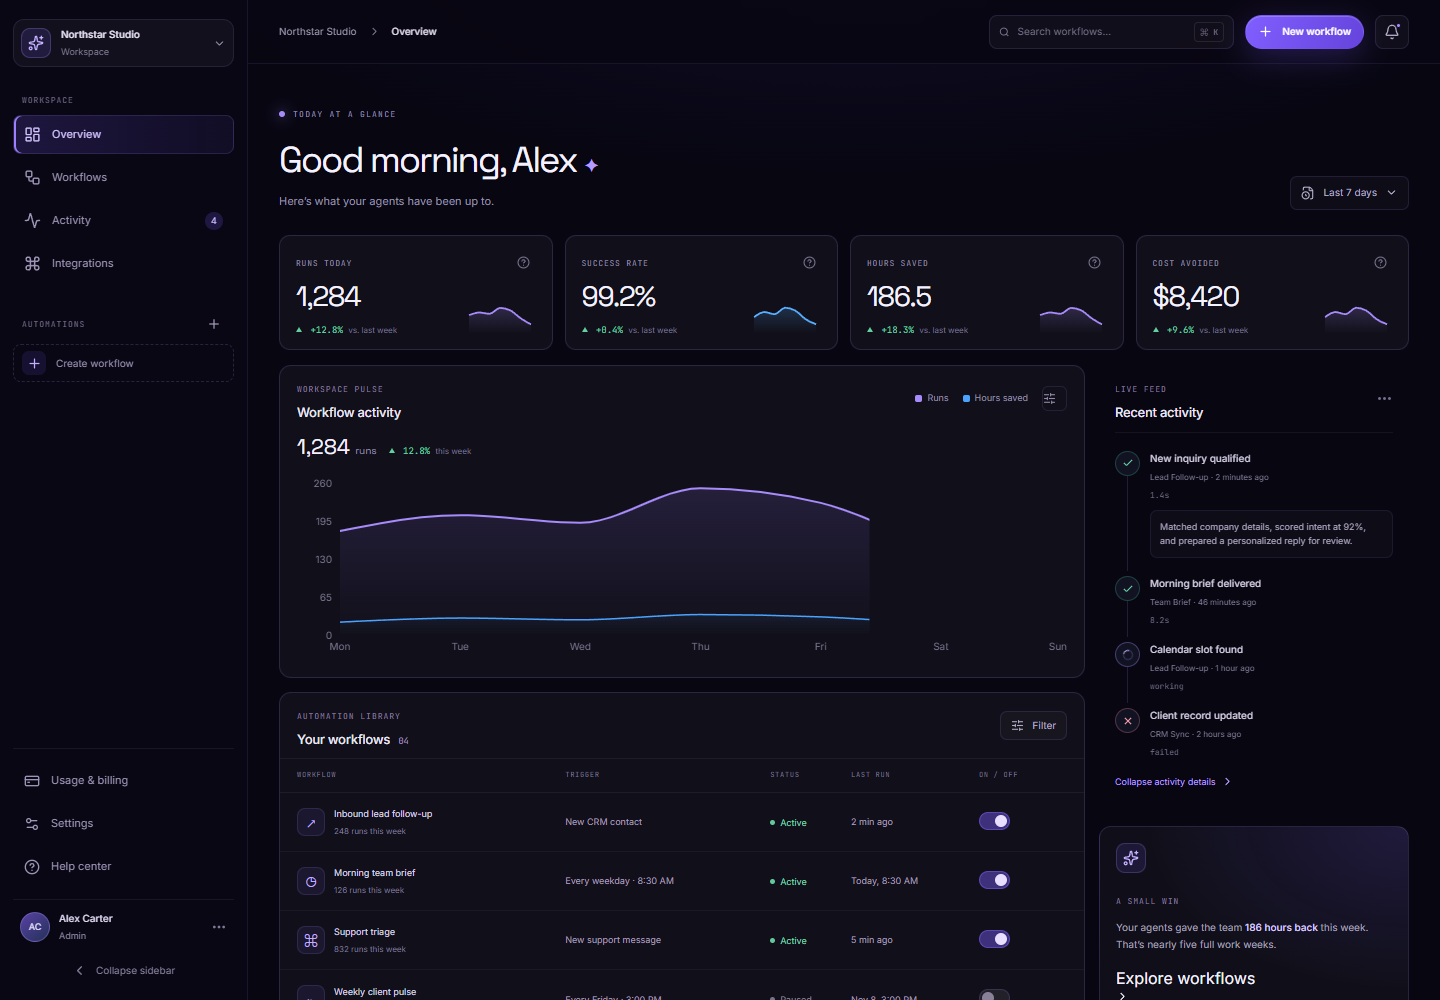 Northstar Studio
Workspace
WORKSPACE
Overview
Workflows
Activity
4
Integrations
AUTOMATIONS
Create workflow
Usage & billing
Settings
Help center
AC
Alex Carter
Admin
Collapse sidebar
Northstar Studio
Overview
Search workflows...
⌘ K
New workflow
TODAY AT A GLANCE
Good morning, Alex
Here's what your agents have been up to.
Last 7 days
RUNS TODAY
1,284
+12.8% vs. last week
SUCCESS RATE
99.2%
+0.4% vs. last week
HOURS SAVED
186.5
+18.3% vs. last week
COST AVOIDED
$8,420
+9.6% vs. last week
WORKSPACE PULSE
Workflow activity
Runs
Hours saved
1,284 runs
12.8% this week
260
195
130
65
0
Mon
Tue
Wed
Thu
Fri
Sat
Sun
AUTOMATION LIBRARY
Your workflows 04
Filter
WORKFLOW
TRIGGER
STATUS
LAST RUN
ON / OFF
Inbound lead follow-up
248 runs this week
New CRM contact
Active
2 min ago
Morning team brief
126 runs this week
Every weekday · 8:30 AM
Active
Today, 8:30 AM
Support triage
832 runs this week
New support message
Active
5 min ago
Weekly client pulse
Every Friday · 3:00 PM
Paused
Nov 8, 3:00 PM
LIVE FEED
Recent activity
New inquiry qualified
Lead Follow-up · 2 minutes ago
1.4s
Matched company details, scored intent at 92%,
and prepared a personalized reply for review.
Morning brief delivered
Team Brief · 46 minutes ago
8.2s
Calendar slot found
Lead Follow-up · 1 hour ago
working
Client record updated
CRM Sync · 2 hours ago
failed
Collapse activity details
A SMALL WIN
Your agents gave the team 186 hours back this week.
That's nearly five full work weeks.
Explore workflows